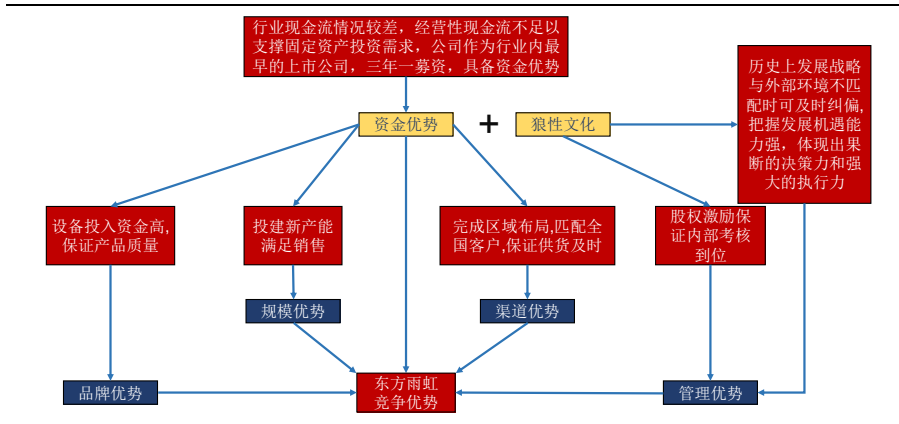 行业现金流情况较差，经营性现金流不足以
支撑固定资产投资需求，公司作为行业内最
早的上市公司，三年一募资，具备资金优势
资金优势
+
狼性文化
历史上发展战略
与外部环境不匹
配时可及时纠偏,
把握发展机遇能
力强，体现出果
断的决策力和强
大的执行力
设备投入资金高,
保证产品质量
投建新产能
满足销售
完成区域布局,匹配全
国客户,保证供货及时
股权激励保
证内部考核
到位
规模优势
渠道优势
品牌优势
东方雨虹
竞争优势
管理优势